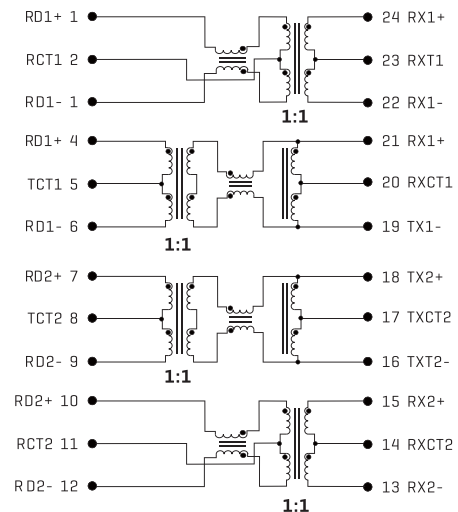 RD1+ 1 24 RX1+
RCT1 2 23 RXT1
RD1- 1 22 RX1-
1:1
RD1+ 4 21 RX1+
TCT1 5 20 RXCT1
RD1- 6 19 TX1-
1:1
RD2+ 7 18 TX2+
TCT2 8 17 TXCT2
RD2- 9 16 TXT2-
1:1
RD2+ 10 15 RX2+
RCT2 11 14 RXCT2
RD2- 12 13 RX2-
1:1